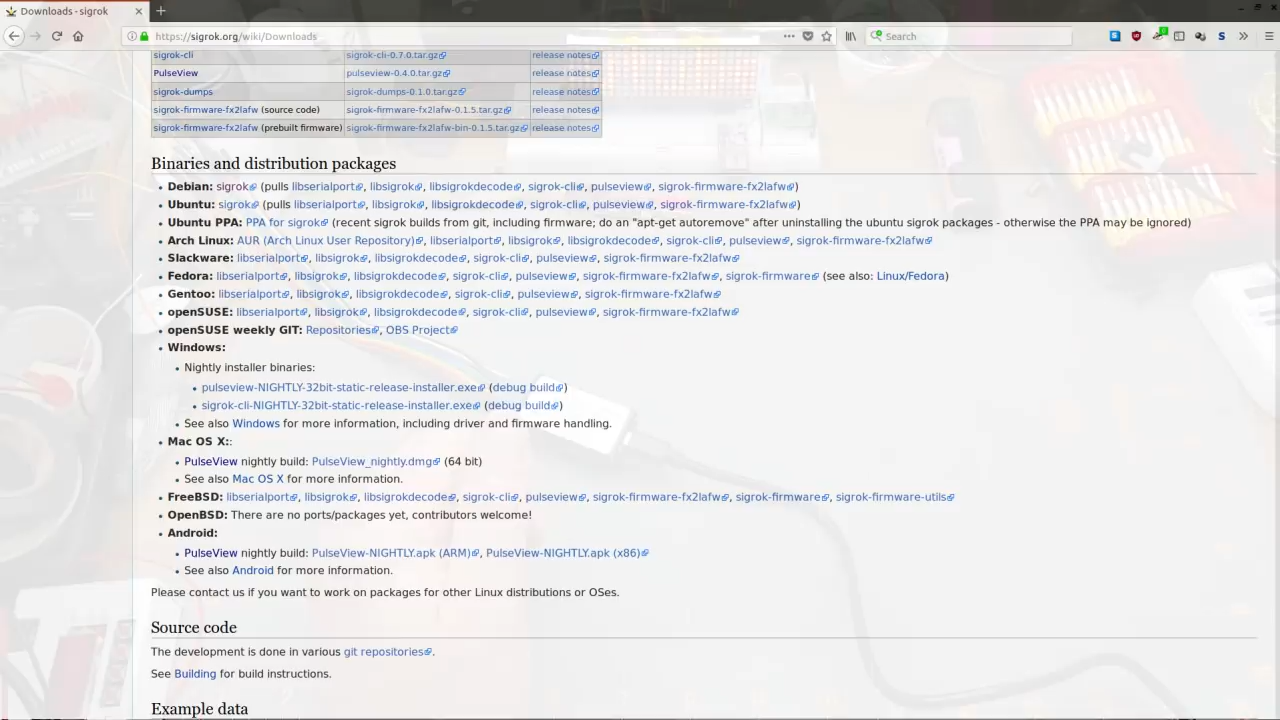 Downloads - sigrok
https://sigrok.org/wiki/Downloads
Search
sigrok-cli sigrok-cli-0.7.0.tar.gz release notes
PulseView pulseview-0.4.0.tar.gz release notes
sigrok-dumps sigrok-dumps-0.1.0.tar.gz release notes
sigrok-firmware-fx2lafw (source code) sigrok-firmware-fx2lafw-0.1.5.tar.gz release notes
sigrok-firmware-fx2lafw (prebuilt firmware) sigrok-firmware-fx2lafw-bin-0.1.5.tar.gz release notes
Binaries and distribution packages
Debian: sigrok (pulls libserialport, libsigrok, libsigrokdecode, sigrok-cli, pulseview, sigrok-firmware-fx2lafw)
Ubuntu: sigrok (pulls libserialport, libsigrok, libsigrokdecode, sigrok-cli, pulseview, sigrok-firmware-fx2lafw)
Ubuntu PPA: PPA for sigrok (recent sigrok builds from git, including firmware; do an "apt-get autoremove" after uninstalling the ubuntu sigrok packages - otherwise the PPA may be ignored)
Arch Linux: AUR (Arch Linux User Repository), libserialport, libsigrok, libsigrokdecode, sigrok-cli, pulseview, sigrok-firmware-fx2lafw
Slackware: libserialport, libsigrok, libsigrokdecode, sigrok-cli, pulseview, sigrok-firmware-fx2lafw
Fedora: libserialport, libsigrok, libsigrokdecode, sigrok-cli, pulseview, sigrok-firmware-fx2lafw, sigrok-firmware (see also: Linux/Fedora)
Gentoo: libserialport, libsigrok, libsigrokdecode, sigrok-cli, pulseview, sigrok-firmware-fx2lafw
openSUSE: libserialport, libsigrok, libsigrokdecode, sigrok-cli, pulseview, sigrok-firmware-fx2lafw
openSUSE weekly GIT: Repositories, OBS Project
Windows:
Nightly installer binaries:
pulseview-NIGHTLY-32bit-static-release-installer.exe (debug build)
sigrok-cli-NIGHTLY-32bit-static-release-installer.exe (debug build)
See also Windows for more information, including driver and firmware handling.
Mac OS X::
PulseView nightly build: PulseView_nightly.dmg (64 bit)
See also Mac OS X for more information.
FreeBSD: libserialport, libsigrok, libsigrokdecode, sigrok-cli, pulseview, sigrok-firmware-fx2lafw, sigrok-firmware, sigrok-firmware-utils
OpenBSD: There are no ports/packages yet, contributors welcome!
Android:
PulseView nightly build: PulseView-NIGHTLY.apk (ARM), PulseView-NIGHTLY.apk (x86)
See also Android for more information.
Please contact us if you want to work on packages for other Linux distributions or OSes.
Source code
The development is done in various git repositories.
See Building for build instructions.
Example data